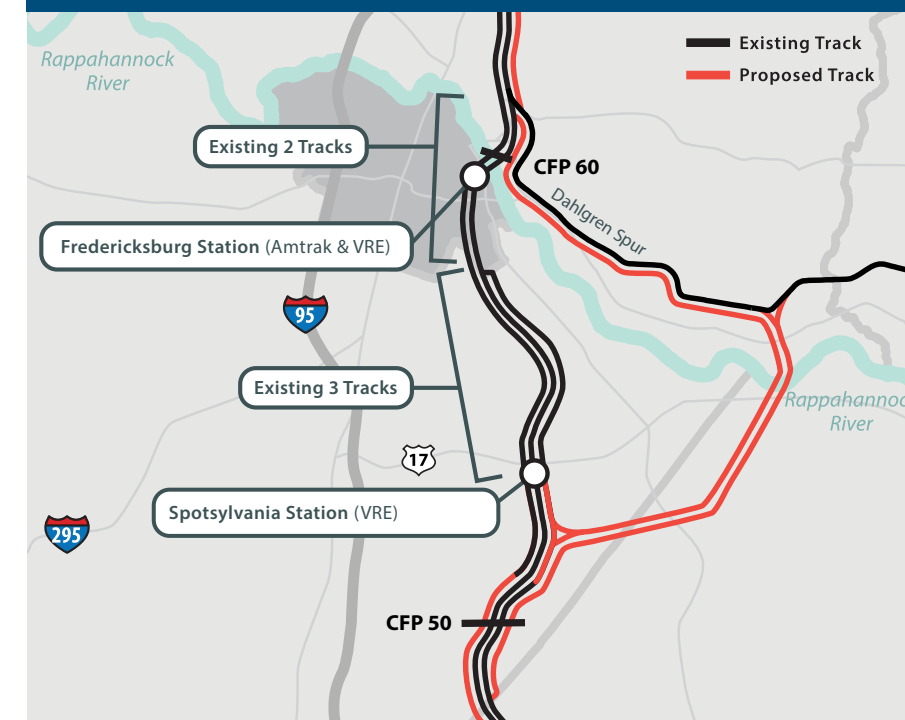 Rappahannock
River
Existing Track
Proposed Track
Existing 2 Tracks
CFP 60
Dahlgren Spur
Fredericksburg Station (Amtrak & VRE)
95
Existing 3 Tracks
Rappahannoc
River
17
Spotsylvania Station (VRE)
295
CFP 50